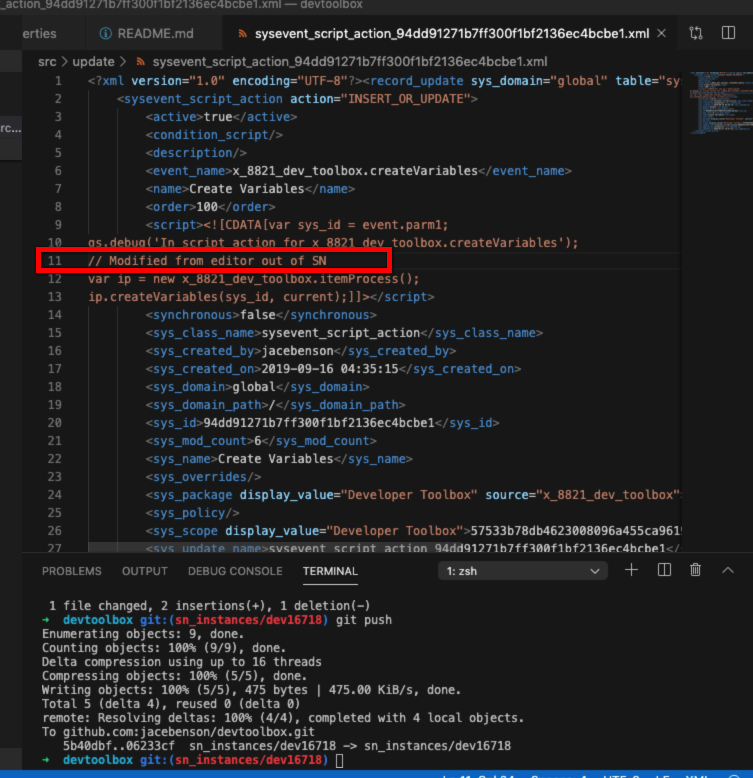 _action_94dd91271b7ff300f1bf2136ec4bcbe1.xml — devtoolbox
erties
README.md
sysevent_script_action_94dd91271b7ff300f1bf2136ec4bcbe1.xml
src > update > sysevent_script_action_94dd91271b7ff300f1bf2136ec4bcbe1.xml
1 <?xml version="1.0" encoding="UTF-8"?><record_update sys_domain="global" table="sy
2 <sysevent_script_action action="INSERT_OR_UPDATE">
rc...
3 <active>true</active>
4 <condition_script/>
5 <description/>
6 <event_name>x_8821_dev_toolbox.createVariables</event_name>
7 <name>Create Variables</name>
8 <order>100</order>
9 <script><![CDATA[var sys_id = event.parm1;
10 gs.debug('In script action for x_8821_dev_toolbox.createVariables');
11 // Modified from editor out of SN
12 var ip = new x_8821_dev_toolbox.itemProcess();
13 ip.createVariables(sys_id, current);]]></script>
14 <synchronous>false</synchronous>
15 <sys_class_name>sysevent_script_action</sys_class_name>
16 <sys_created_by>jacebenson</sys_created_by>
17 <sys_created_on>2019-09-16 04:35:15</sys_created_on>
18 <sys_domain>global</sys_domain>
19 <sys_domain_path>/</sys_domain_path>
20 <sys_id>94dd91271b7ff300f1bf2136ec4bcbe1</sys_id>
21 <sys_mod_count>6</sys_mod_count>
22 <sys_name>Create Variables</sys_name>
23 <sys_overrides/>
24 <sys_package display_value="Developer Toolbox" source="x_8821_dev_toolbox"
25 <sys_policy/>
26 <sys_scope display_value="Developer Toolbox">57533b78db4623008096a455ca961
27 <sys_update_name>sysevent_script_action_94dd91271b7ff300f1bf2136ec4bcbe1</
PROBLEMS OUTPUT DEBUG CONSOLE TERMINAL 1: zsh
1 file changed, 2 insertions(+), 1 deletion(-)
➜ devtoolbox git:(sn_instances/dev16718) git push
Enumerating objects: 9, done.
Counting objects: 100% (9/9), done.
Delta compression using up to 16 threads
Compressing objects: 100% (5/5), done.
Writing objects: 100% (5/5), 475 bytes | 475.00 KiB/s, done.
Total 5 (delta 4), reused 0 (delta 0)
remote: Resolving deltas: 100% (4/4), completed with 4 local objects.
To github.com:jacebenson/devtoolbox.git
5b40dbf..06233cf sn_instances/dev16718 -> sn_instances/dev16718
➜ devtoolbox git:(sn_instances/dev16718)